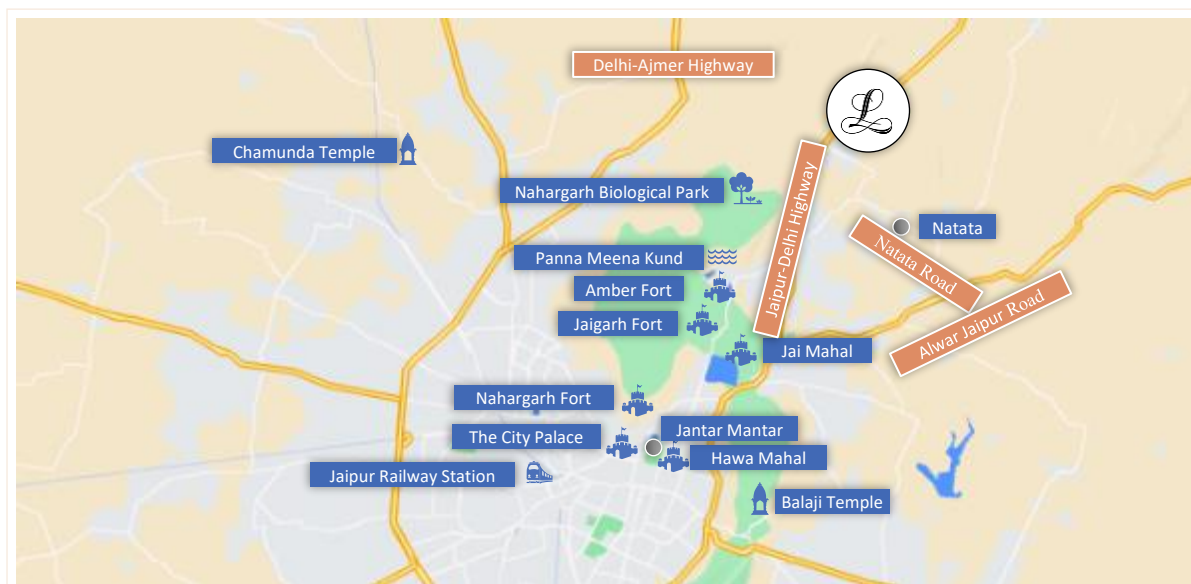 Delhi-Ajmer Highway
L
Chamunda Temple
Nahargarh Biological Park
Jaipur-Delhi Highway
Natata
Natata Road
Panna Meena Kund
Amber Fort
Jaigarh Fort
Alwar Jaipur Road
Jai Mahal
Nahargarh Fort
Jantar Mantar
The City Palace
Hawa Mahal
Jaipur Railway Station
Balaji Temple